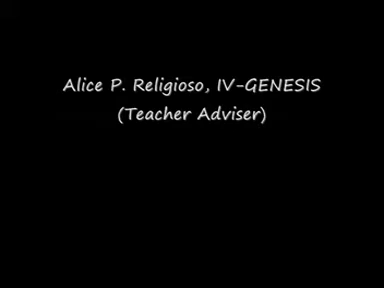 Alice P. Religioso, IV-GENESIS
(Teacher Adviser)